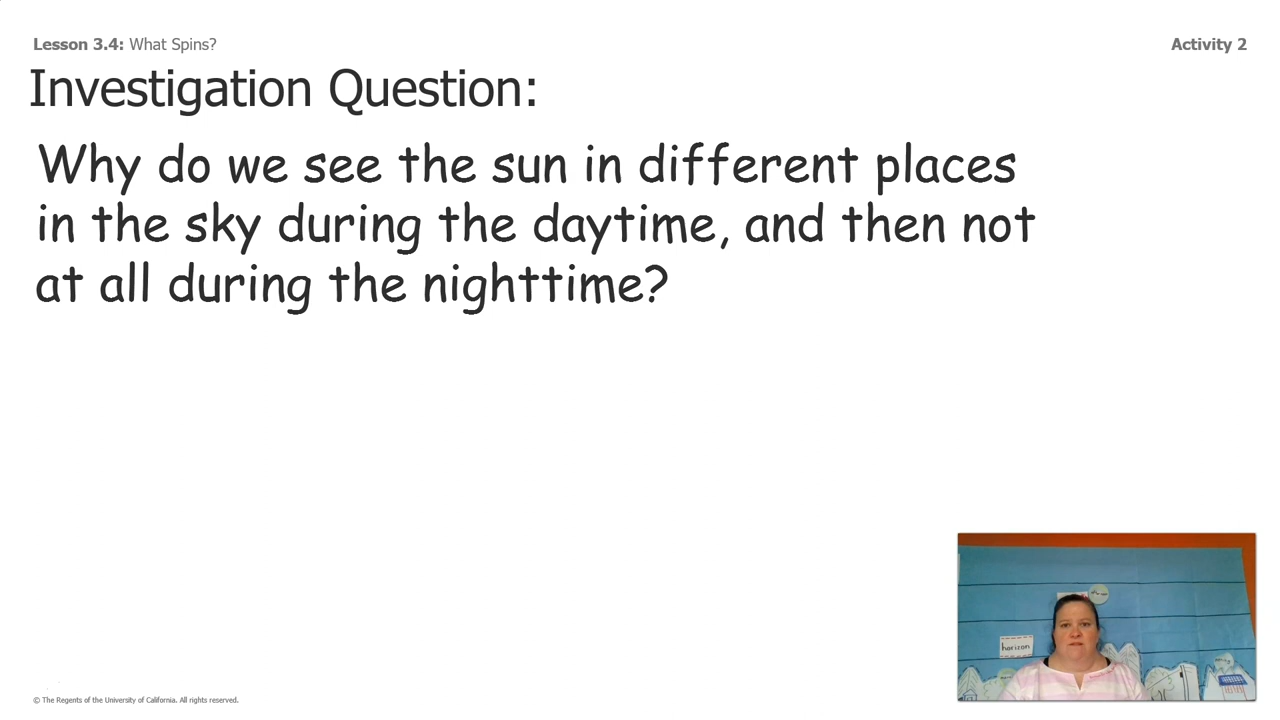 Lesson 3.4: What Spins?
Activity 2
Investigation Question:
Why do we see the sun in different places
in the sky during the daytime, and then not
at all during the nighttime?
horizon
© The Regents of the University of California. All rights reserved.